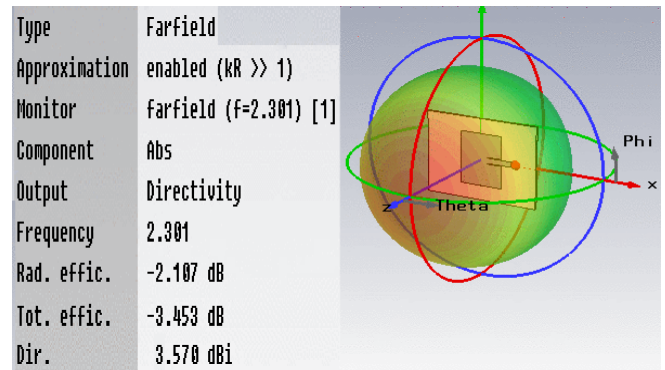 Type Farfield
Approximation enabled (kR >> 1)
Monitor farfield (f=2.301) [1]
Component Abs
Output Directivity
Frequency 2.301
Rad. effic. -2.107 dB
Tot. effic. -3.453 dB
Dir. 3.570 dBi
Phi
x
z
Theta